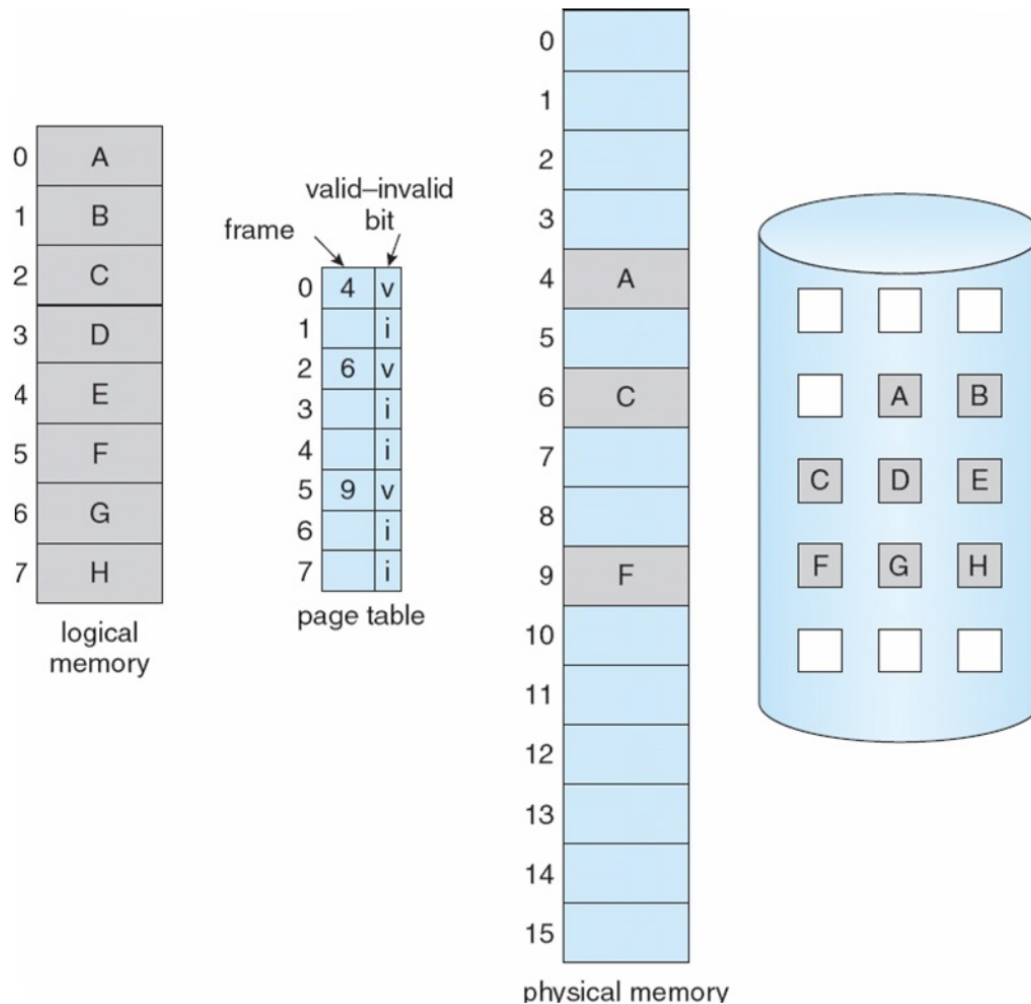 0 A
1 B
2 C
3 D
4 E
5 F
6 G
7 H
logical
memory
valid–invalid
bit
frame
0 4 v
1 i
2 6 v
3 i
4 i
5 9 v
6 i
7 i
page table
0
1
2
3
4 A
5
6 C
7
8
9 F
10
11
12
13
14
15
physical memory
A B
C D E
F G H